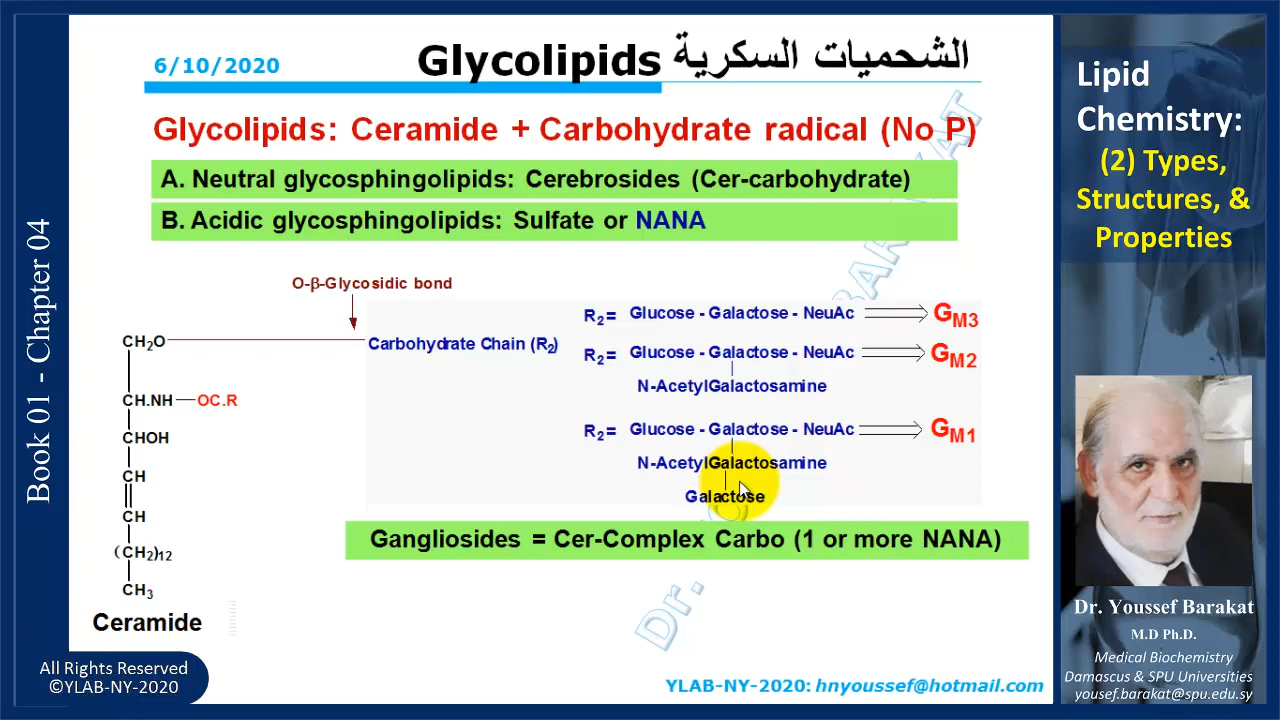 6/10/2020
Glycolipids الشحميات السكرية
Glycolipids: Ceramide + Carbohydrate radical (No P)
A. Neutral glycosphingolipids: Cerebrosides (Cer-carbohydrate)
B. Acidic glycosphingolipids: Sulfate or NANA
O-β-Glycosidic bond
CH₂O
Carbohydrate Chain (R₂)
CH.NH—OC.R
CHOH
CH
CH
(CH₂)₁₂
CH₃
Ceramide
R₂= Glucose - Galactose - NeuAc GM3
R₂= Glucose - Galactose - NeuAc GM2
N-AcetylGalactosamine
R₂= Glucose - Galactose - NeuAc GM1
N-AcetylGalactosamine
Galactose
Gangliosides = Cer-Complex Carbo (1 or more NANA)
Dr.
BARAKAT
YLAB-NY-2020: hnyoussef@hotmail.com
Book 01 - Chapter 04
All Rights Reserved
©YLAB-NY-2020
Lipid
Chemistry:
(2) Types,
Structures, &
Properties
Dr. Youssef Barakat
M.D Ph.D.
Medical Biochemistry
Damascus & SPU Universities
yousef.barakat@spu.edu.sy